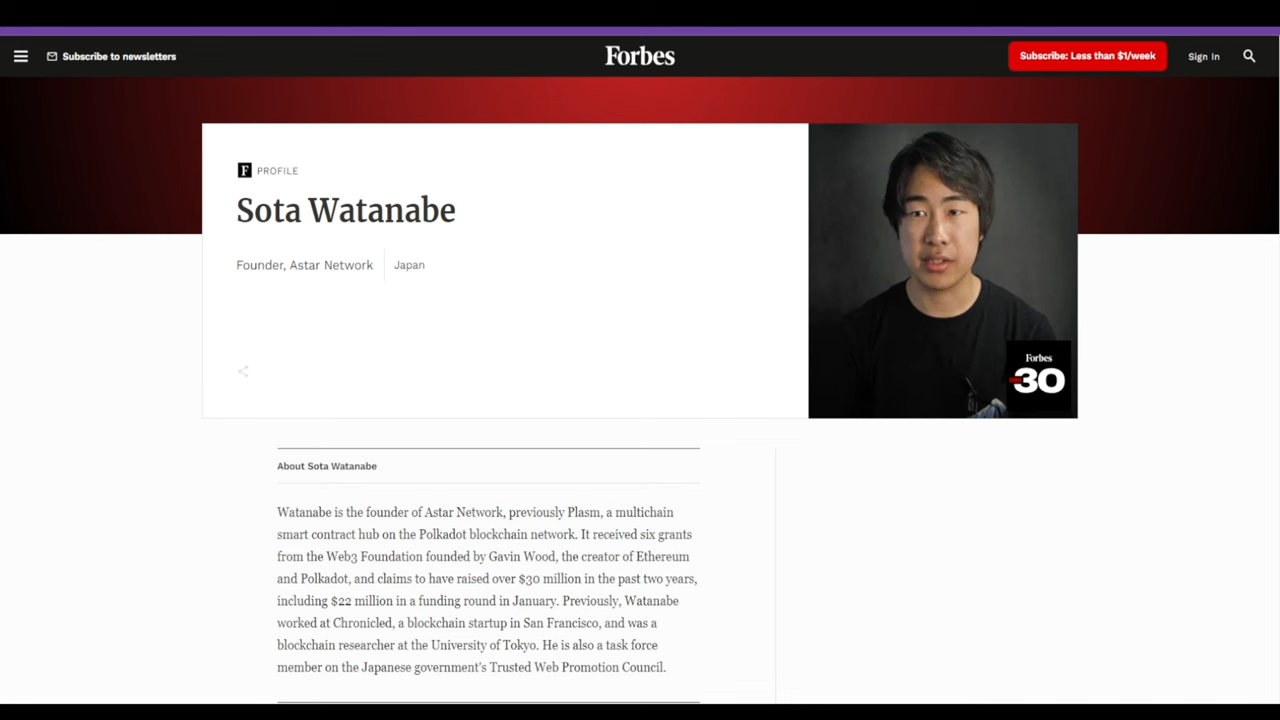 Subscribe to newsletters
Forbes
Subscribe: Less than $1/week
Sign In
F PROFILE
Sota Watanabe
Founder, Astar Network
Japan
Forbes
30
About Sota Watanabe
Watanabe is the founder of Astar Network, previously Plasm, a multichain
smart contract hub on the Polkadot blockchain network. It received six grants
from the Web3 Foundation founded by Gavin Wood, the creator of Ethereum
and Polkadot, and claims to have raised over $30 million in the past two years,
including $22 million in a funding round in January. Previously, Watanabe
worked at Chronicled, a blockchain startup in San Francisco, and was a
blockchain researcher at the University of Tokyo. He is also a task force
member on the Japanese government's Trusted Web Promotion Council.